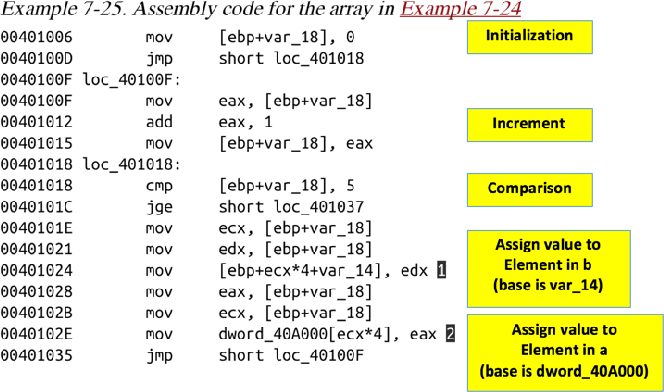 Example 7-25. Assembly code for the array in Example 7-24
00401006 mov [ebp+var_18], 0
Initialization
0040100D jmp short loc_401018
0040100F loc_40100F:
0040100F mov eax, [ebp+var_18]
00401012 add eax, 1
Increment
00401015 mov [ebp+var_18], eax
00401018 loc_401018:
00401018 cmp [ebp+var_18], 5
Comparison
0040101C jge short loc_401037
0040101E mov ecx, [ebp+var_18]
00401021 mov edx, [ebp+var_18]
00401024 mov [ebp+ecx*4+var_14], edx 1
Assign value to
Element in b
(base is var_14)
00401028 mov eax, [ebp+var_18]
0040102B mov ecx, [ebp+var_18]
0040102E mov dword_40A000[ecx*4], eax 2
00401035 jmp short loc_40100F
Assign value to
Element in a
(base is dword_40A000)